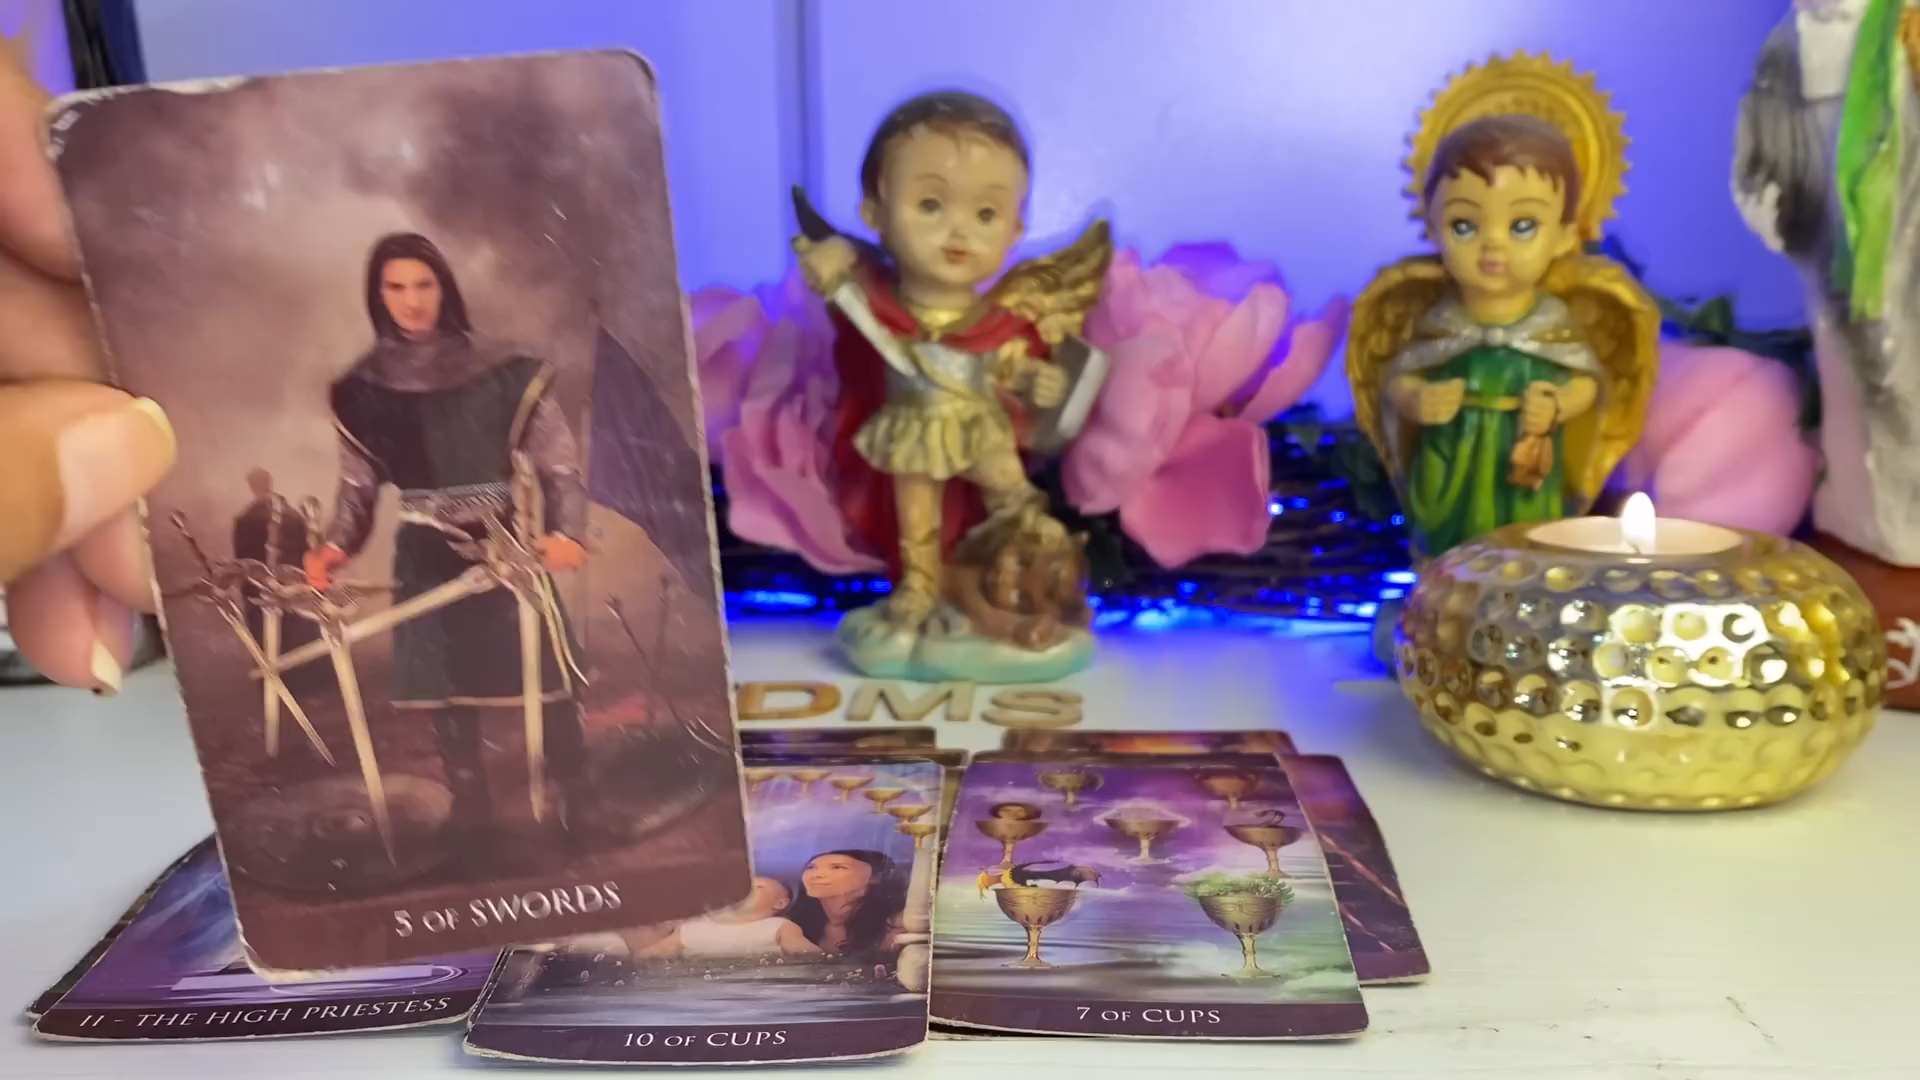 5 OF SWORDS
DMS
II - THE HIGH PRIESTESS
10 OF CUPS
7 OF CUPS